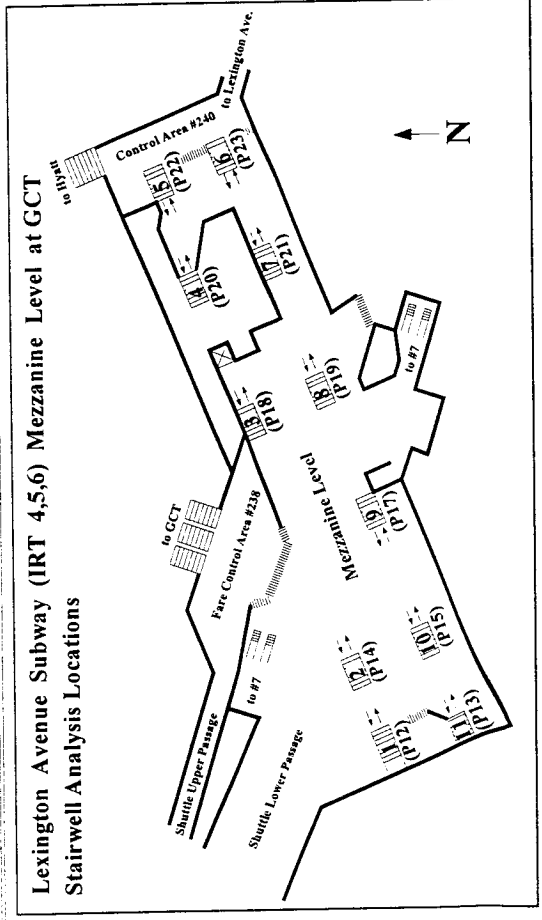 Lexington Avenue Subway (IRT 4,5,6) Mezzanine Level at GCT
Stairwell Analysis Locations
to Hyatt
Control Area #240
to Lexington Ave.
5
(P22)
6
(P23)
4
(P20)
7
(P21)
to GCT
3
(P18)
Fare Control Area #238
8
(P19)
to #7
Mezzanine Level
9
(P17)
Shuttle Upper Passage
to #7
Shuttle Lower Passage
2
(P14)
10
(P15)
1
(P12)
11
(P13)
N